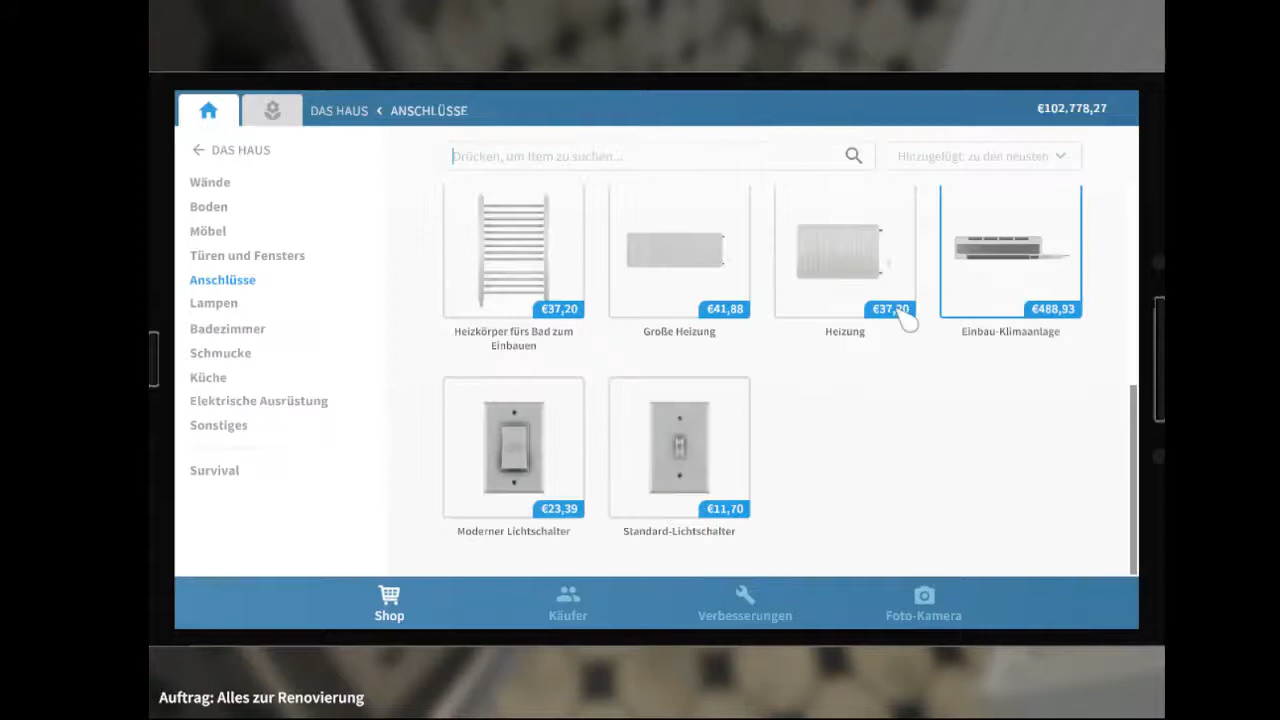 DAS HAUS < ANSCHLÜSSE
€102.778,27
DAS HAUS
Drücken, um Item zu suchen...
Hinzugefügt: zu den neusten
Wände
Boden
Möbel
Türen und Fensters
Anschlüsse
Lampen
Badezimmer
Schmucke
Küche
Elektrische Ausrüstung
Sonstiges
Survival
€37,20
€41,88
€37,20
€488,93
Heizkörper fürs Bad zum
Einbauen
Große Heizung
Heizung
Einbau-Klimaanlage
€23,39
€11,70
Moderner Lichtschalter
Standard-Lichtschalter
Shop
Käufer
Verbesserungen
Foto-Kamera
Auftrag: Alles zur Renovierung